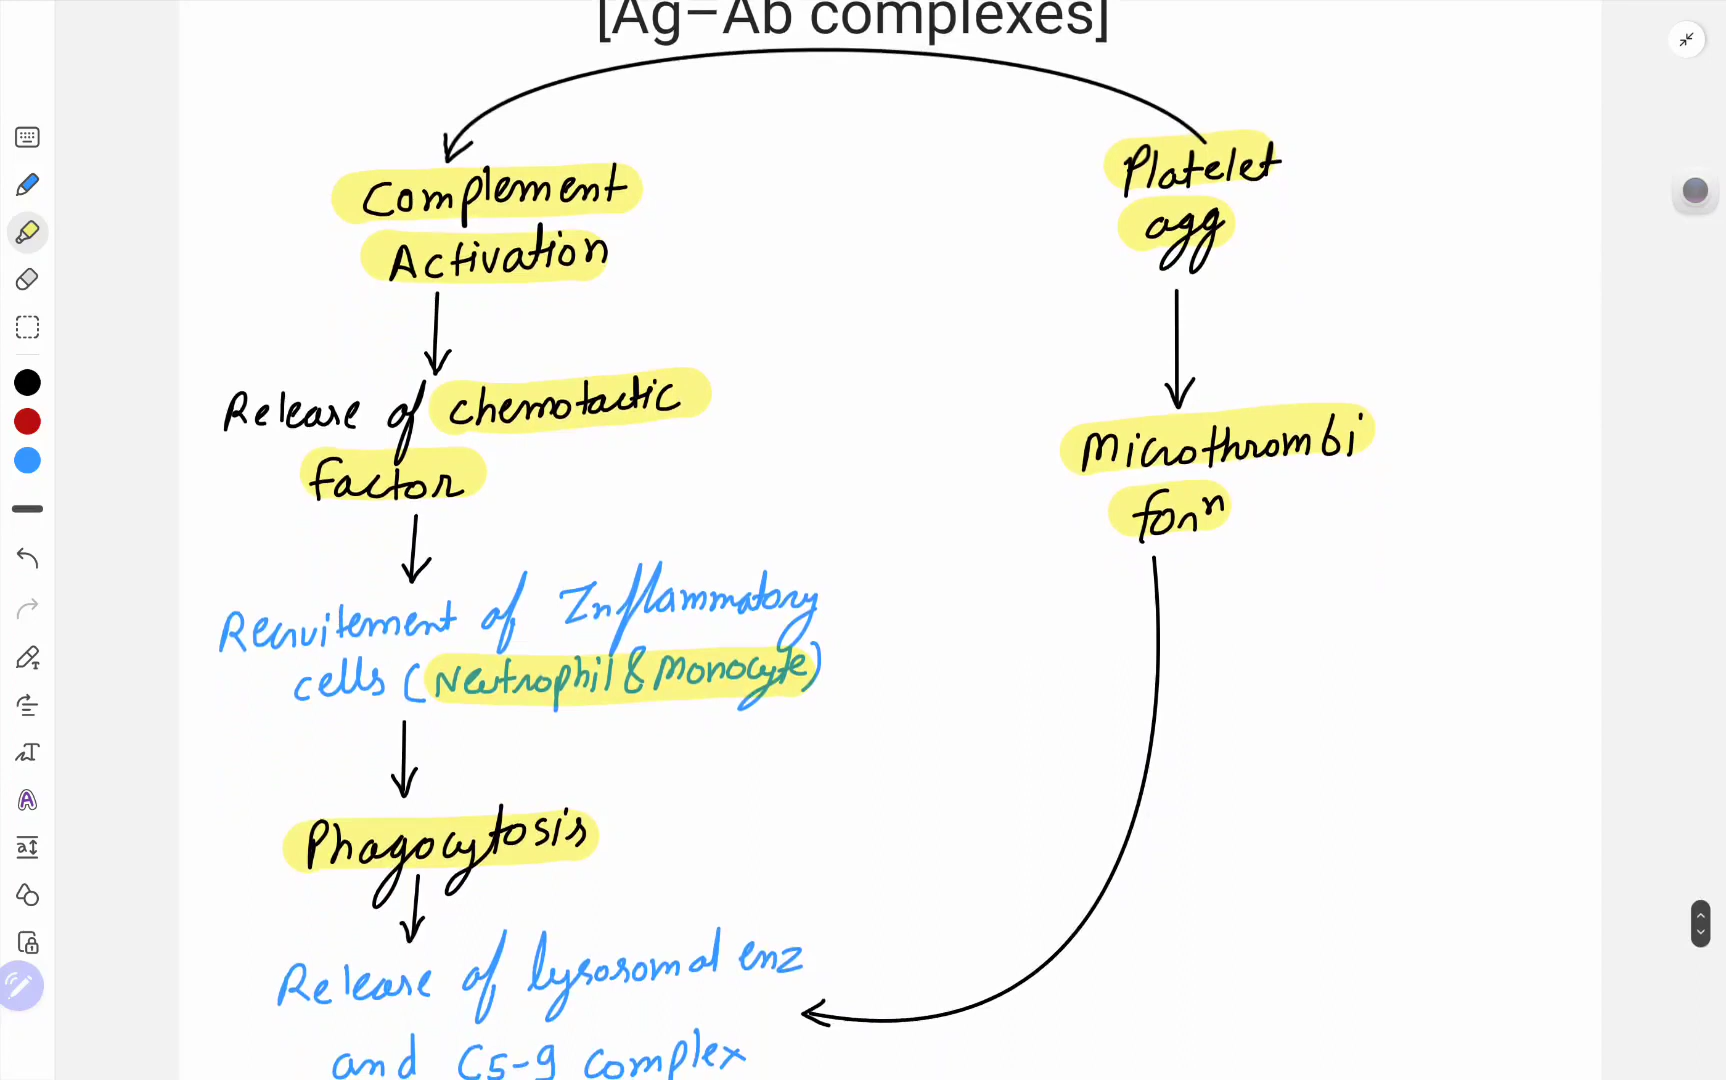 [Ag–Ab complexes]
Complement
Activation
Release of chemotactic
factor
Recruitement of Inflammatory
cells (Neutrophil & Monocyte)
Phagocytosis
Release of lysosomal enz
and C5-9 complex
Platelet
agg
Microthrombi
forⁿ